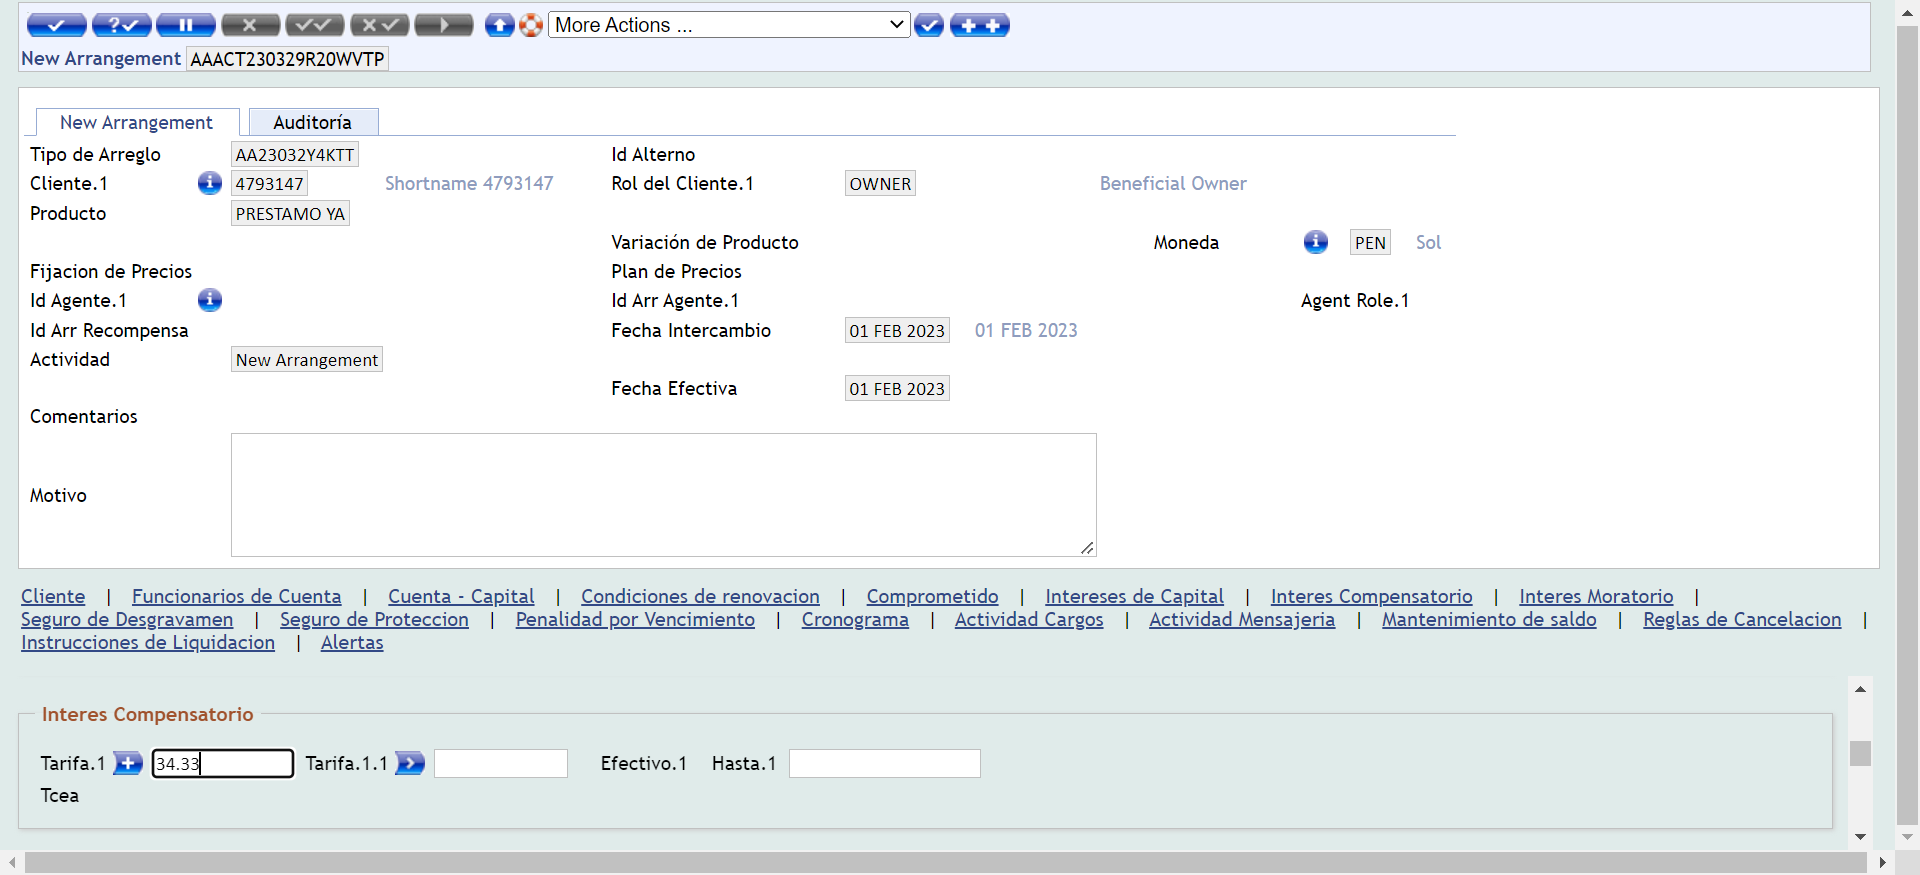 More Actions ...
New Arrangement AAACT230329R20WVTP
New Arrangement Auditoría
Tipo de Arreglo AA23032Y4KTT Id Alterno
Cliente.1 4793147 Shortname 4793147 Rol del Cliente.1 OWNER Beneficial Owner
Producto PRESTAMO YA
Variación de Producto Moneda PEN Sol
Fijacion de Precios Plan de Precios
Id Agente.1 Id Arr Agente.1 Agent Role.1
Id Arr Recompensa Fecha Intercambio 01 FEB 2023 01 FEB 2023
Actividad New Arrangement
Fecha Efectiva 01 FEB 2023
Comentarios
Motivo
Cliente | Funcionarios de Cuenta | Cuenta - Capital | Condiciones de renovacion | Comprometido | Intereses de Capital | Interes Compensatorio | Interes Moratorio |
Seguro de Desgravamen | Seguro de Proteccion | Penalidad por Vencimiento | Cronograma | Actividad Cargos | Actividad Mensajeria | Mantenimiento de saldo | Reglas de Cancelacion |
Instrucciones de Liquidacion | Alertas
Interes Compensatorio
Tarifa.1 34.33 Tarifa.1.1 Efectivo.1 Hasta.1
Tcea